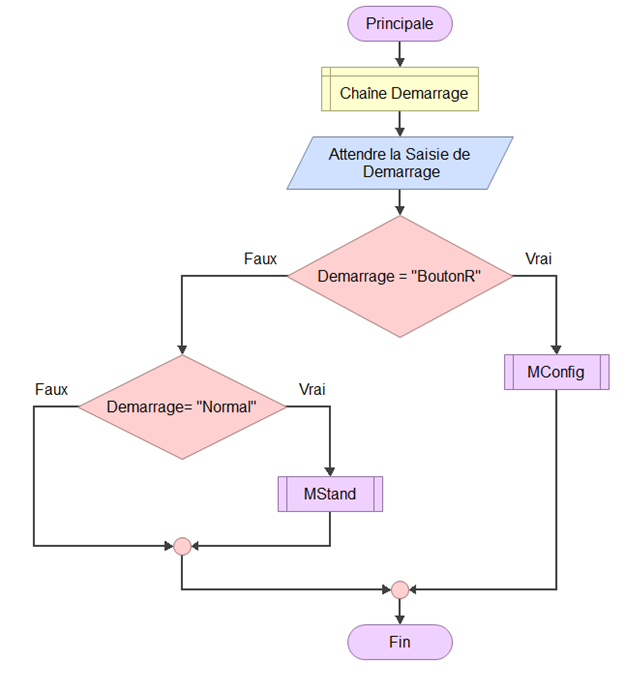 Principale
Chaîne Demarrage
Attendre la Saisie de
Demarrage
Faux
Vrai
Demarrage = "BoutonR"
MConfig
Faux
Vrai
Demarrage= "Normal"
MStand
Fin